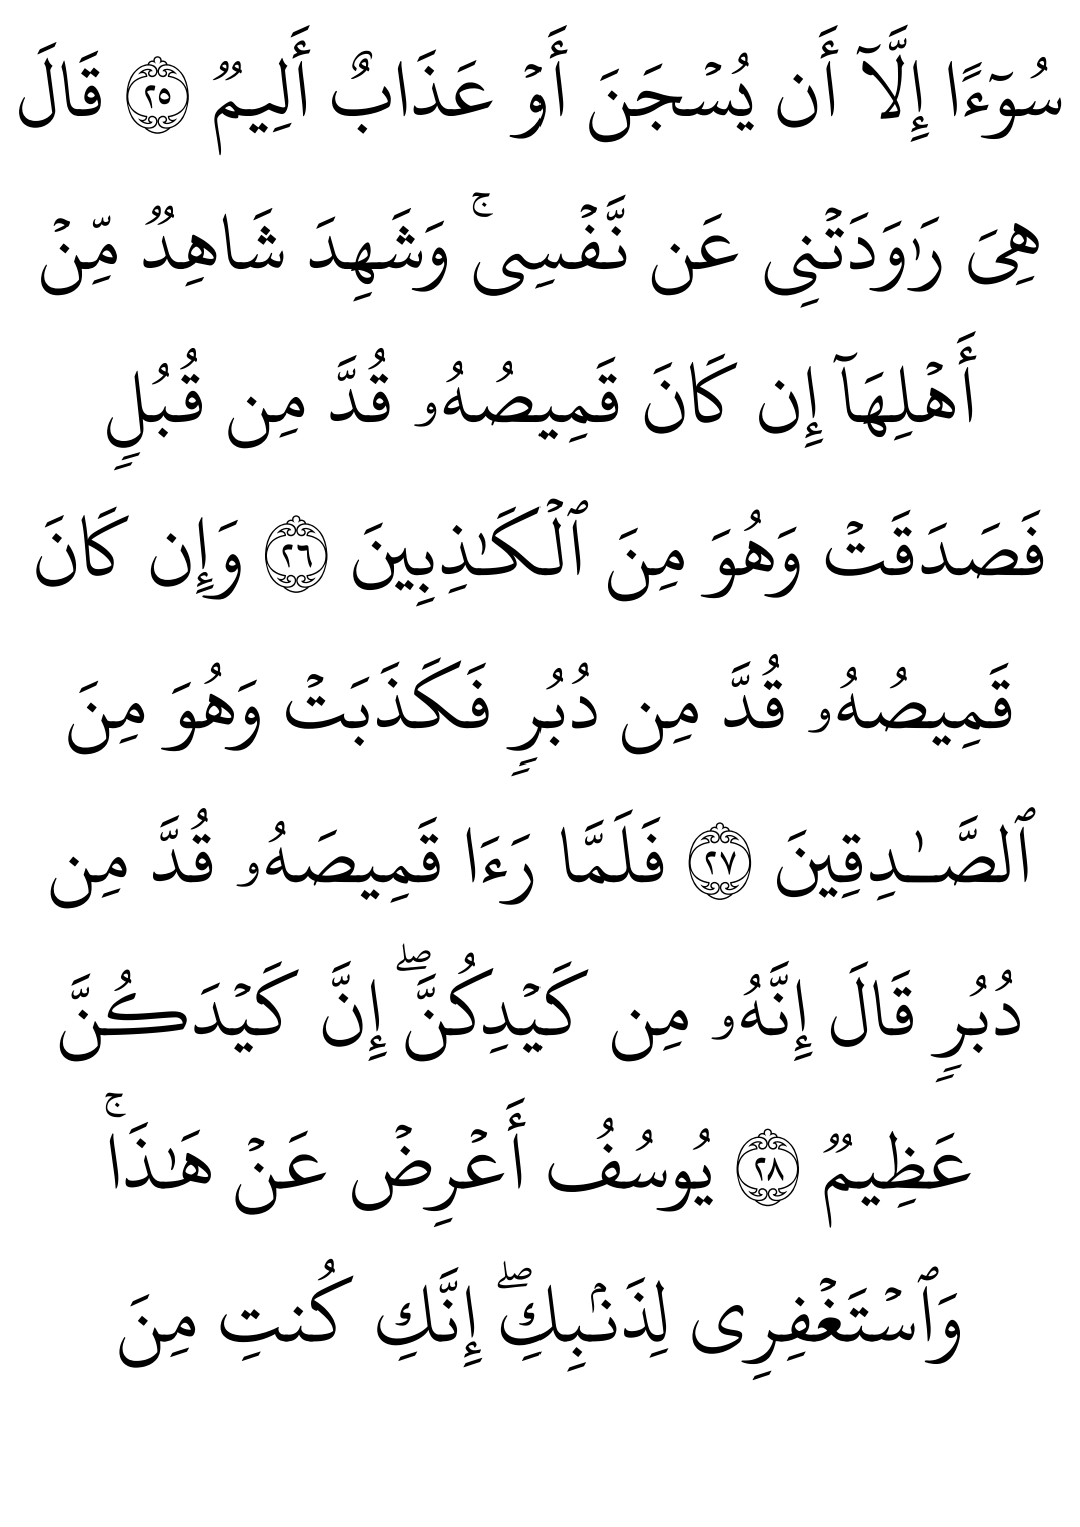 سُوٓءًا إِلَّآ أَن يُسْجَنَ أَوْ عَذَابٌ أَلِيمٌۭ ٢٥ قَالَ
هِىَ رَٰوَدَتْنِى عَن نَّفْسِى ۚ وَشَهِدَ شَاهِدٌۭ مِّنْ
أَهْلِهَآ إِن كَانَ قَمِيصُهُۥ قُدَّ مِن قُبُلٍۢ
فَصَدَقَتْ وَهُوَ مِنَ ٱلْكَـٰذِبِينَ ٢٦ وَإِن كَانَ
قَمِيصُهُۥ قُدَّ مِن دُبُرٍۢ فَكَذَبَتْ وَهُوَ مِنَ
ٱلصَّـٰدِقِينَ ٢٧ فَلَمَّا رَءَا قَمِيصَهُۥ قُدَّ مِن
دُبُرٍۢ قَالَ إِنَّهُۥ مِن كَيْدِكُنَّ ۖ إِنَّ كَيْدَكُنَّ
عَظِيمٌۭ ٢٨ يُوسُفُ أَعْرِضْ عَنْ هَـٰذَا ۚ
وَٱسْتَغْفِرِى لِذَنۢبِكِ ۖ إِنَّكِ كُنتِ مِنَ